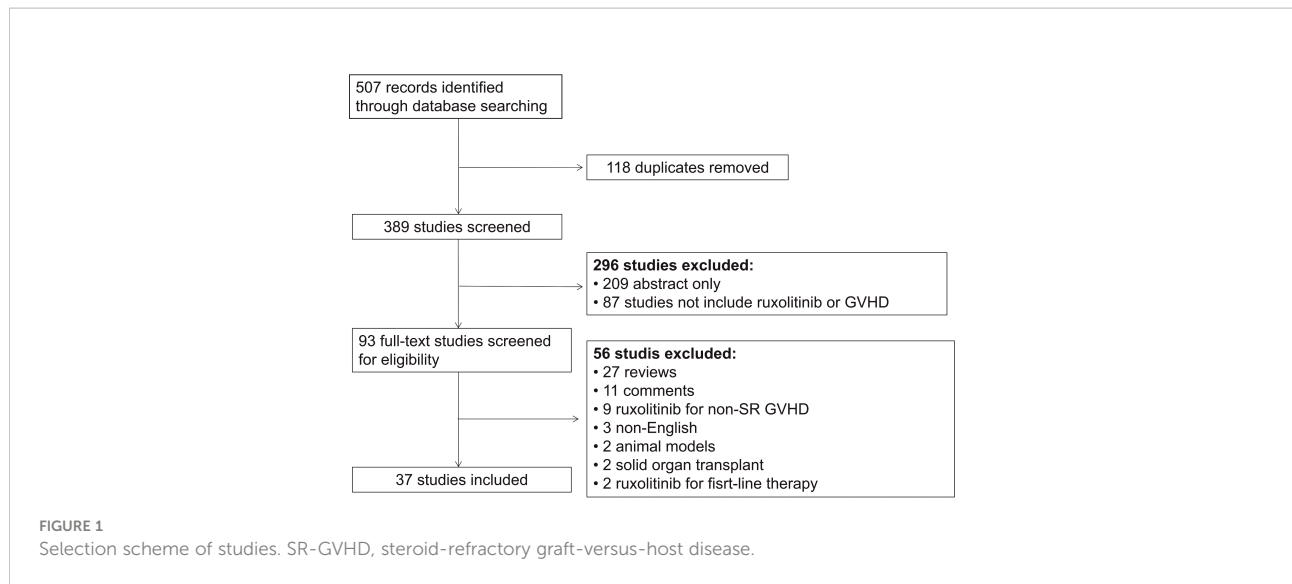 507 records identified
through database searching
118 duplicates removed
389 studies screened
296 studies excluded:
• 209 abstract only
• 87 studies not include ruxolitinib or GVHD
93 full-text studies screened
for eligibility
56 studis excluded:
• 27 reviews
• 11 comments
• 9 ruxolitinib for non-SR GVHD
• 3 non-English
• 2 animal models
• 2 solid organ transplant
• 2 ruxolitinib for fisrt-line therapy
37 studies included
FIGURE 1
Selection scheme of studies. SR-GVHD, steroid-refractory graft-versus-host disease.